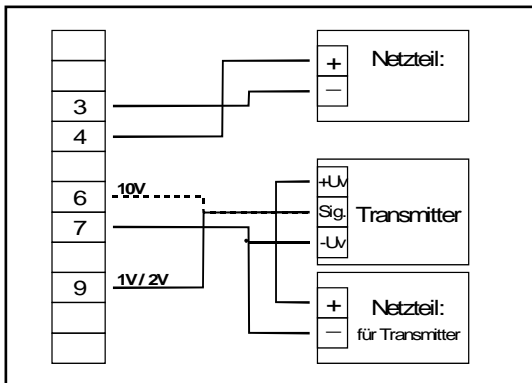 3
4
6
7
9
10V
1V / 2V
+
−
Netzteil:
+Uv
Sig.
-Uv
Transmitter
+
−
Netzteil:
für Transmitter